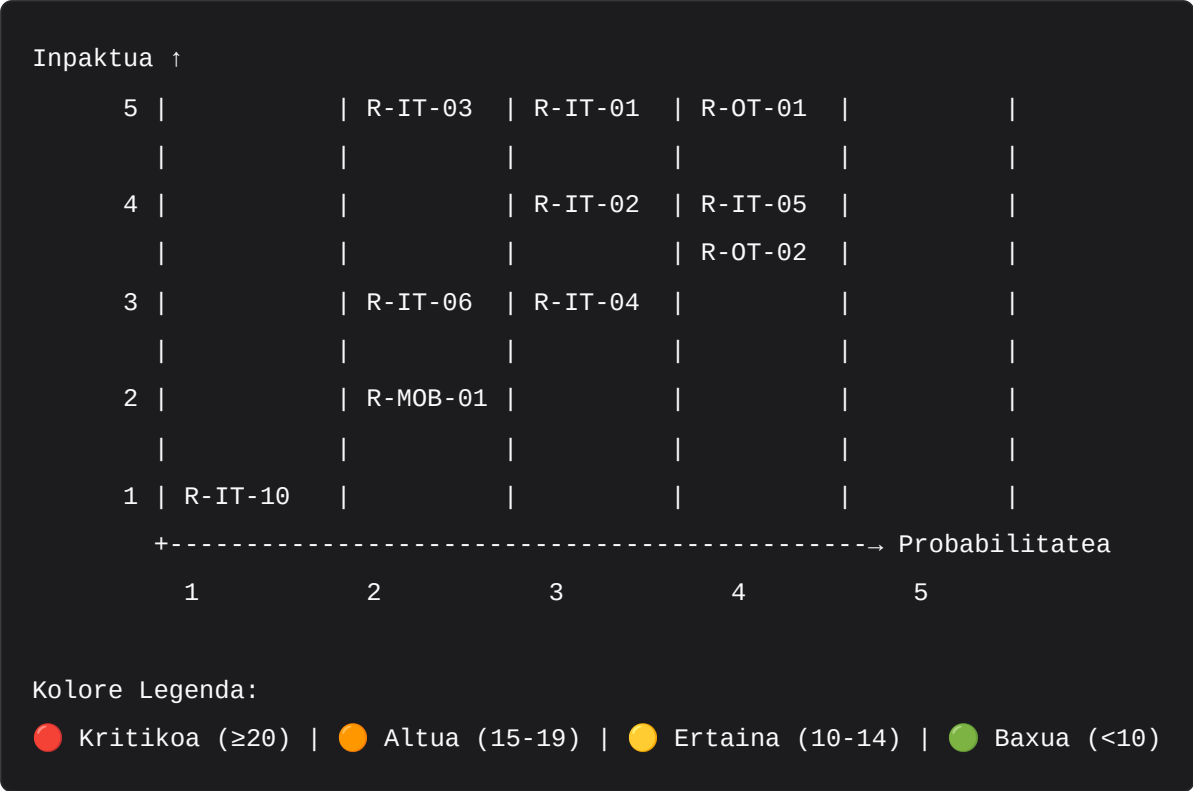 Inpaktua ↑
5 |           | R-IT-03  | R-IT-01  | R-OT-01  |          |
|           |          |          |          |          |
4 |           |          | R-IT-02  | R-IT-05  |          |
|           |          |          | R-OT-02  |          |
3 |           | R-IT-06  | R-IT-04  |          |          |
|           |          |          |          |          |
2 |           | R-MOB-01 |          |          |          |
|           |          |          |          |          |
1 | R-IT-10   |          |          |          |          |
+----------------------------------------------→ Probabilitatea
1           2           3           4           5
Kolore Legenda:
🔴 Kritikoa (≥20) | 🟠 Altua (15-19) | 🟡 Ertaina (10-14) | 🟢 Baxua (<10)